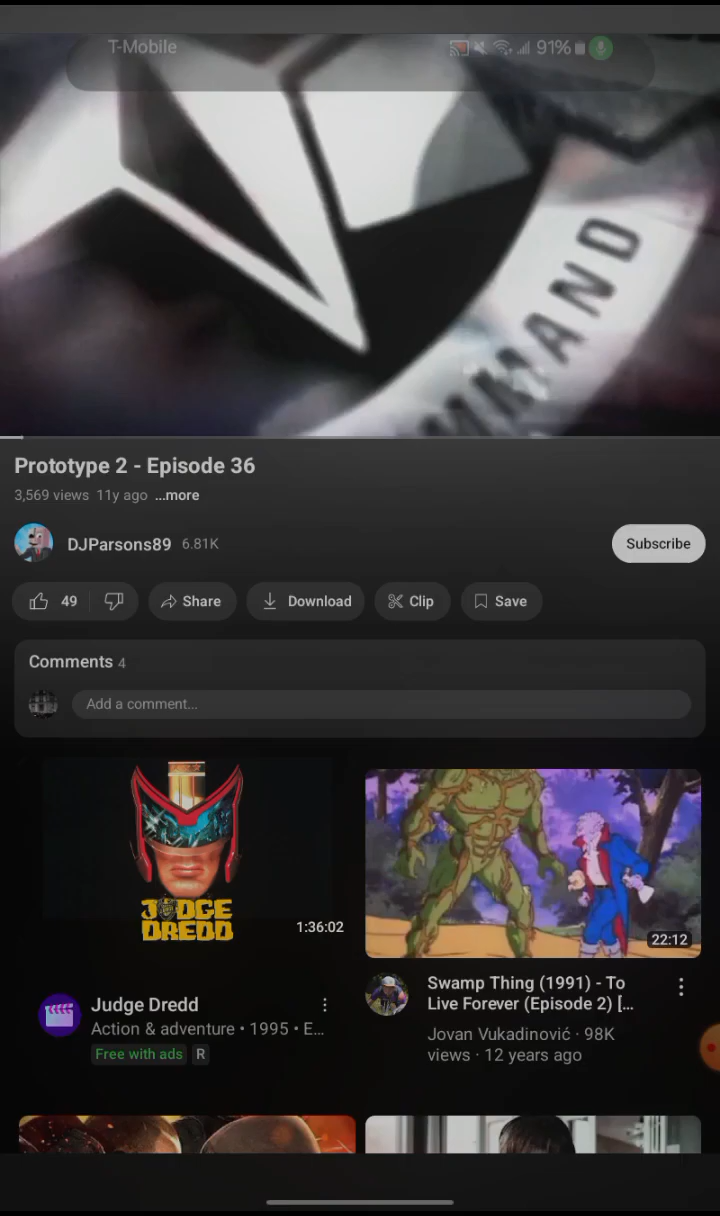 T-Mobile 91%
MMAND
Prototype 2 - Episode 36
3,569 views 11y ago ...more
DJParsons89 6.81K
Subscribe
49 Share Download Clip Save
Comments 4
Add a comment...
JUDGE
DREDD
1:36:02
22:12
Judge Dredd
Action & adventure • 1995 • E...
Free with ads R
Swamp Thing (1991) - To
Live Forever (Episode 2) [...
Jovan Vukadinović · 98K
views · 12 years ago